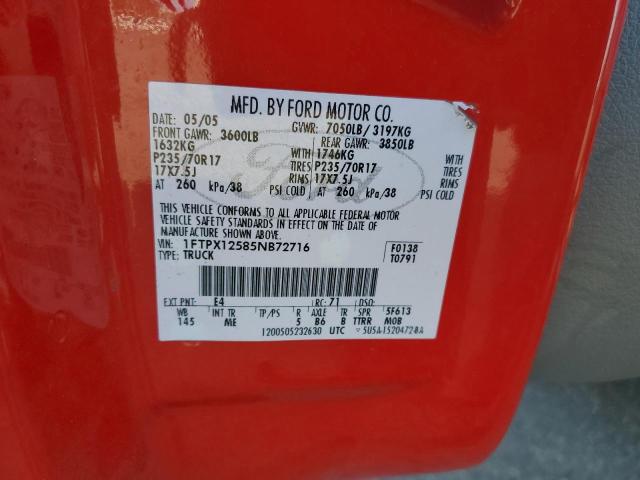 MFD. BY FORD MOTOR CO.
DATE: 05/05 GVWR: 7050LB/ 3197KG
FRONT GAWR: 3600LB REAR GAWR: 3850LB
1632KG WITH 1746KG WITH
P235/70R17 TIRES P235/70R17 TIRES
17X7.5J RIMS 17X7.5J RIMS
AT 260 kPa/38 PSI COLD AT 260 kPa/38 PSI COLD
THIS VEHICLE CONFORMS TO ALL APPLICABLE FEDERAL MOTOR
VEHICLE SAFETY STANDARDS IN EFFECT ON THE DATE OF
MANUFACTURE SHOWN ABOVE.
VIN: 1FTPX12585NB72716 F0138
TYPE: TRUCK T0791
EXT PNT: E4 RC: 71 DSO:
WB INT TR TP/PS R AXLE TR SPR 5F613
145 ME 5 B6 B TTRR MOB
1200505232630 UTC
Ford